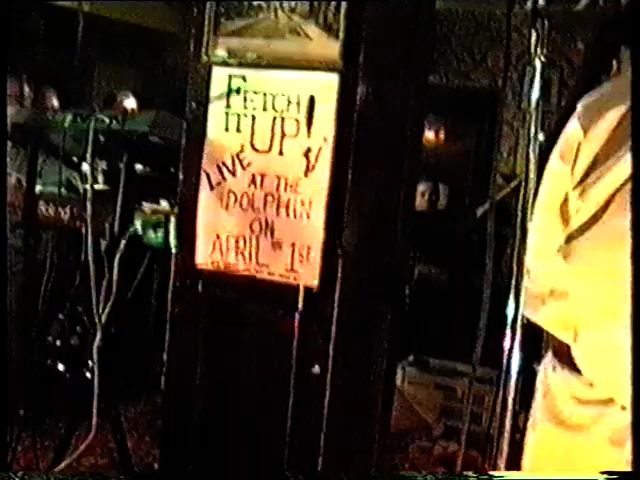 FETCH
IT UP!
LIVE
AT THE
DOLPHIN
ON
APRIL 1st